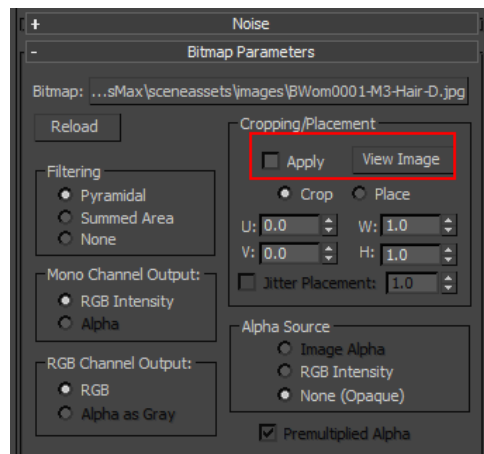 + Noise
- Bitmap Parameters
Bitmap: ...sMax\sceneassets\images\BWom0001-M3-Hair-D.jpg
Reload
Filtering
Pyramidal
Summed Area
None
Mono Channel Output:
RGB Intensity
Alpha
RGB Channel Output:
RGB
Alpha as Gray
Cropping/Placement
Apply View Image
Crop Place
U: 0.0 W: 1.0
V: 0.0 H: 1.0
Jitter Placement: 1.0
Alpha Source
Image Alpha
RGB Intensity
None (Opaque)
Premultiplied Alpha